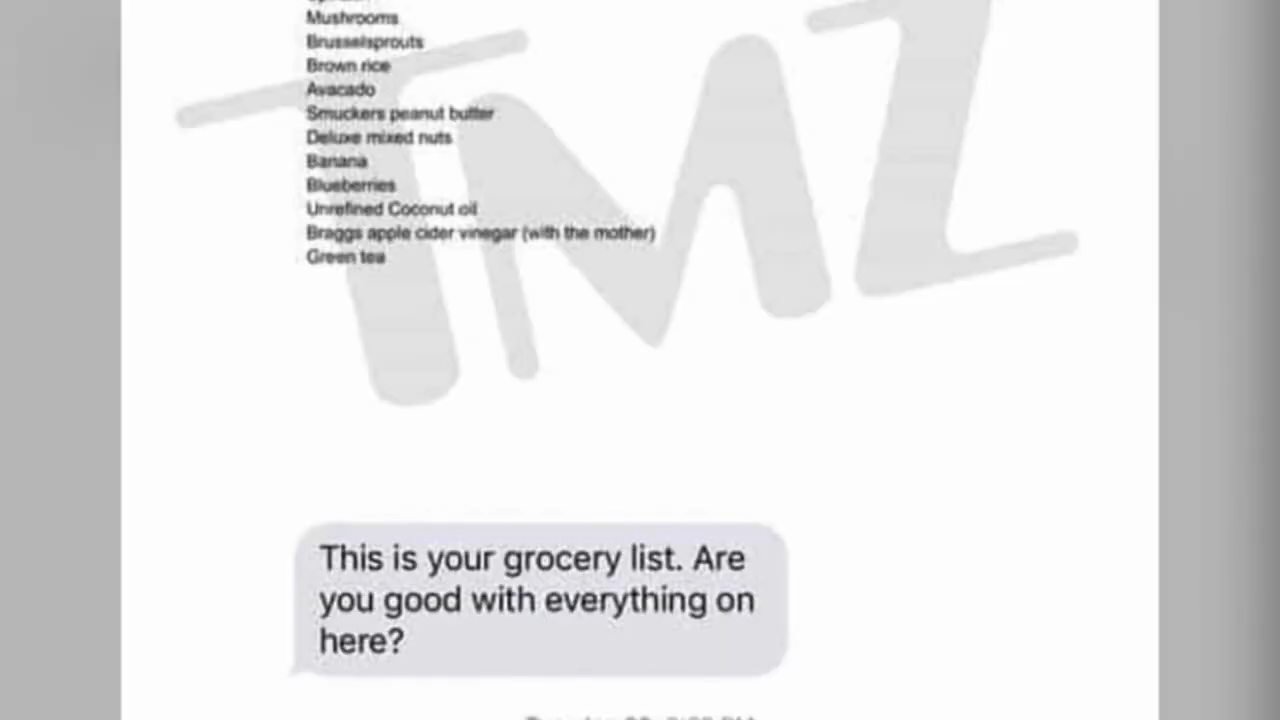 Mushrooms
Brusselsprouts
Brown rice
Avacado
Smuckers peanut butter
Deluxe mixed nuts
Banana
Blueberries
Unrefined Coconut oil
Braggs apple cider vinegar (with the mother)
Green tea
TMZ
This is your grocery list. Are
you good with everything on
here?